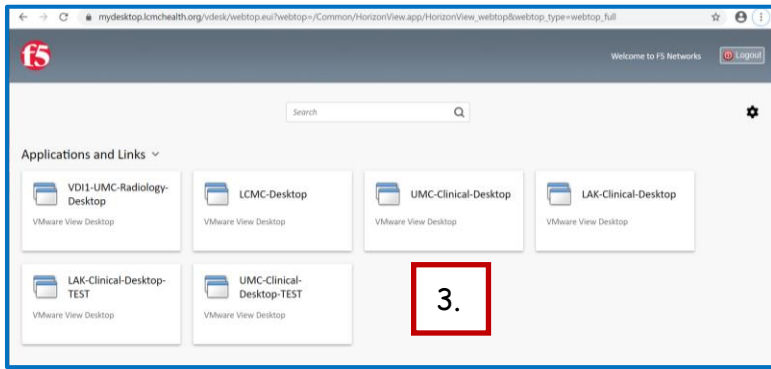 mydesktop.lcmchealth.org/vdesk/webtop.eui?webtop=/Common/HorizonView.app/HorizonView_webtop&webtop_type=webtop_full
f5
Welcome to F5 Networks
Logout
Search
Applications and Links
VDI1-UMC-Radiology-
Desktop
VMware View Desktop
LCMC-Desktop
VMware View Desktop
UMC-Clinical-Desktop
VMware View Desktop
LAK-Clinical-Desktop
VMware View Desktop
LAK-Clinical-Desktop-
TEST
VMware View Desktop
UMC-Clinical-
Desktop-TEST
VMware View Desktop
3.